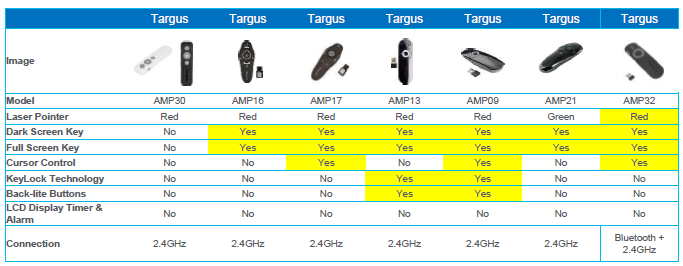 Targus Targus Targus Targus Targus Targus Targus
Image
Model AMP30 AMP16 AMP17 AMP13 AMP09 AMP21 AMP32
Laser Pointer Red Red Red Red Red Green Red
Dark Screen Key No Yes Yes Yes Yes Yes Yes
Full Screen Key No Yes Yes Yes Yes Yes Yes
Cursor Control No No Yes No Yes No Yes
KeyLock Technology No No No Yes Yes No No
Back-lite Buttons No No No Yes Yes No No
LCD Display Timer &
Alarm No No No No No No No
Connection 2.4GHz 2.4GHz 2.4GHz 2.4GHz 2.4GHz 2.4GHz Bluetooth +
2.4GHz